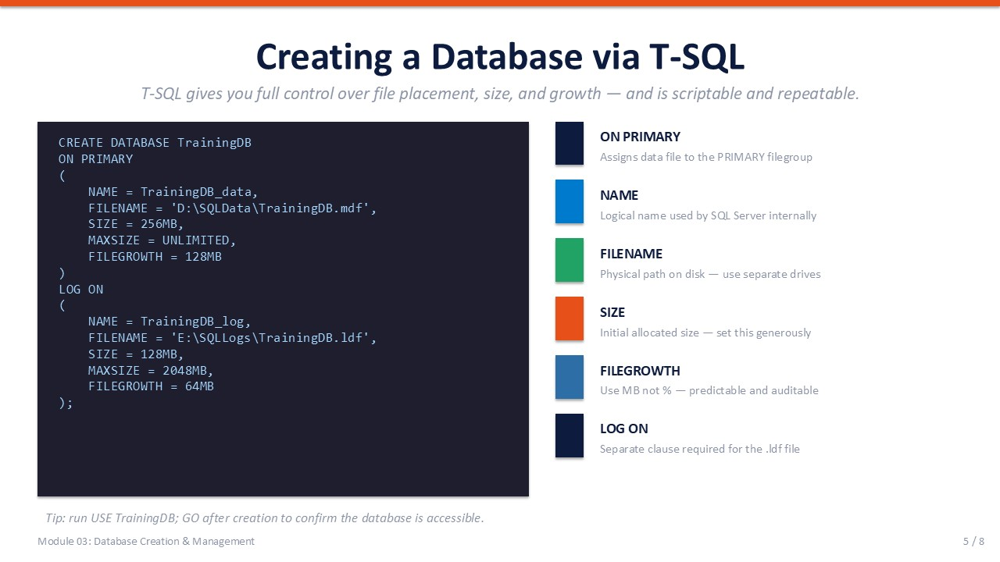 Creating a Database via T-SQL
T-SQL gives you full control over file placement, size, and growth — and is scriptable and repeatable.
CREATE DATABASE TrainingDB
ON PRIMARY
(
    NAME = TrainingDB_data,
    FILENAME = 'D:\SQLData\TrainingDB.mdf',
    SIZE = 256MB,
    MAXSIZE = UNLIMITED,
    FILEGROWTH = 128MB
)
LOG ON
(
    NAME = TrainingDB_log,
    FILENAME = 'E:\SQLLogs\TrainingDB.ldf',
    SIZE = 128MB,
    MAXSIZE = 2048MB,
    FILEGROWTH = 64MB
);
ON PRIMARY
Assigns data file to the PRIMARY filegroup
NAME
Logical name used by SQL Server internally
FILENAME
Physical path on disk — use separate drives
SIZE
Initial allocated size — set this generously
FILEGROWTH
Use MB not % — predictable and auditable
LOG ON
Separate clause required for the .ldf file
Tip: run USE TrainingDB; GO after creation to confirm the database is accessible.
Module 03: Database Creation & Management
5 / 8